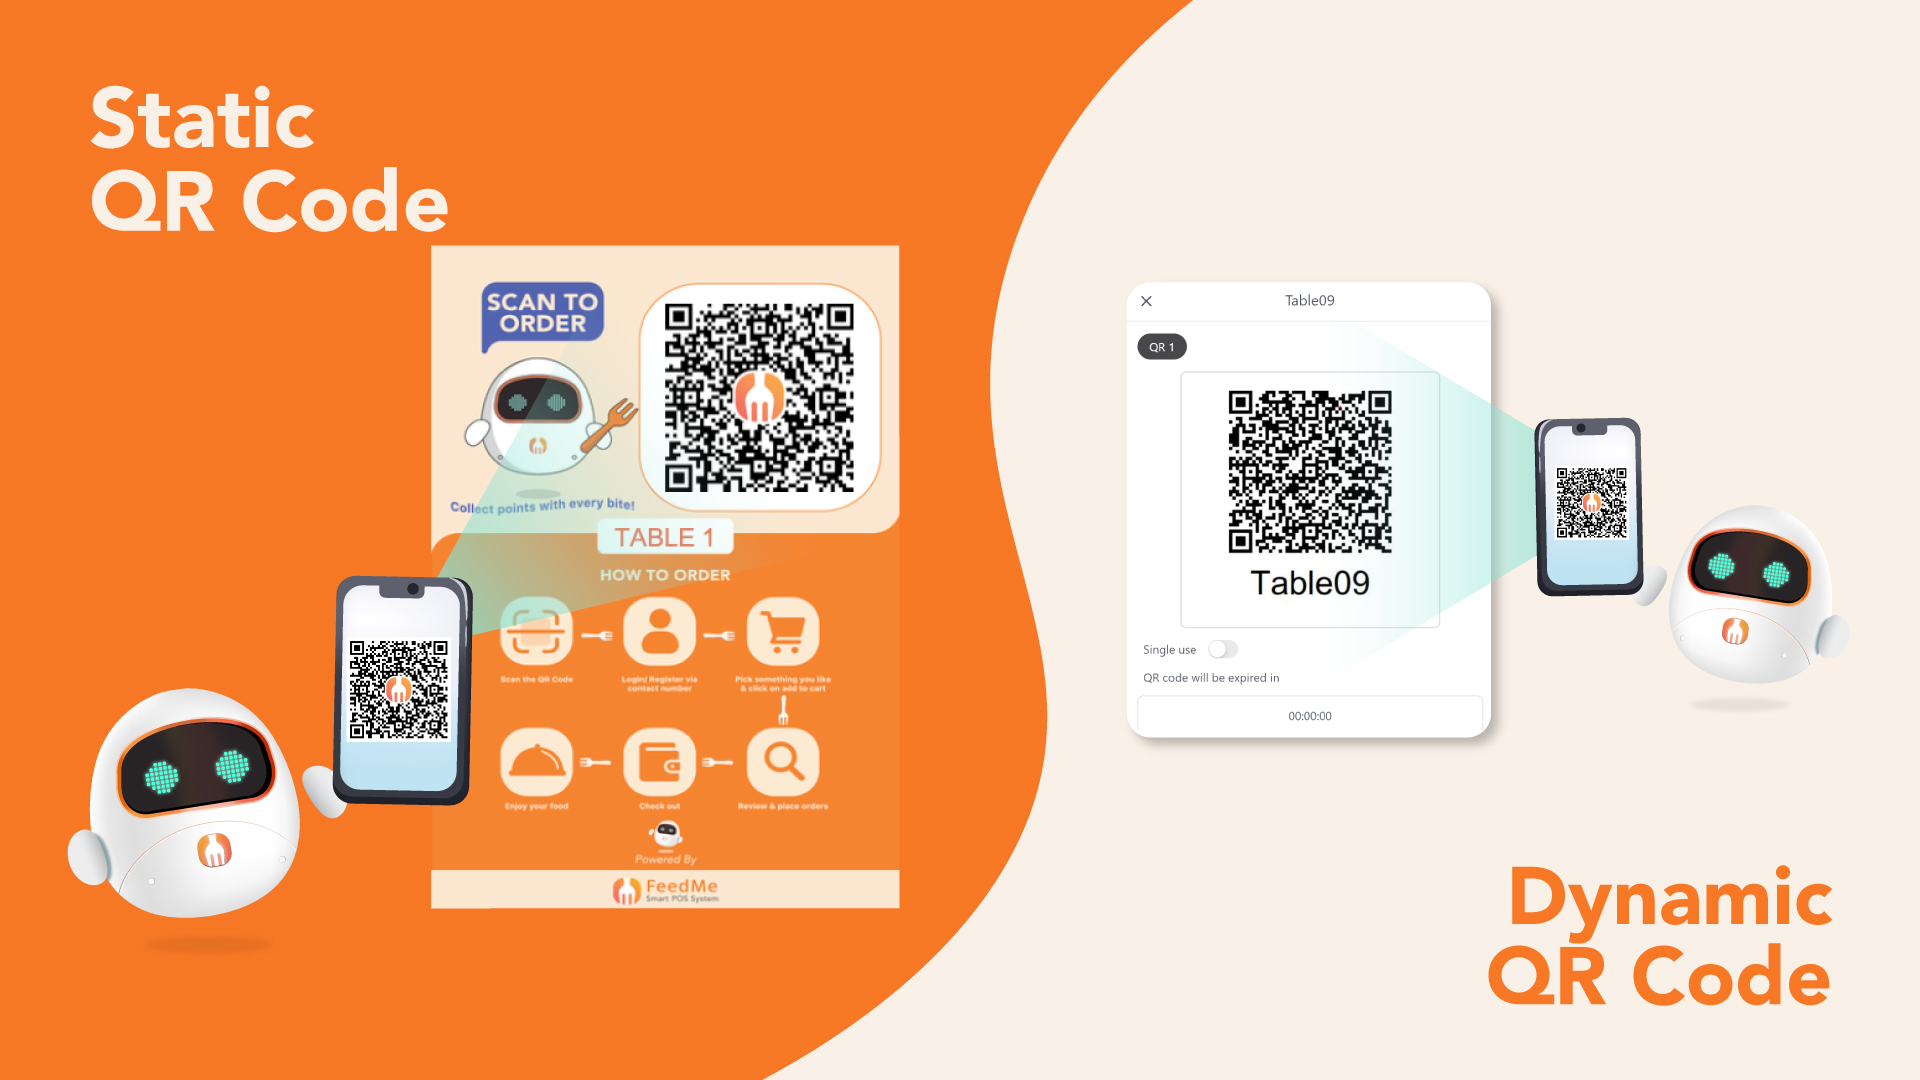 Static
QR Code
SCAN TO
ORDER
Collect points with every bite!
TABLE 1
HOW TO ORDER
Scan the QR Code
Login/ Register via
contact number
Pick something you like
& click on add to cart
Enjoy your food
Check out
Review & place orders
Powered By
FeedMe
Smart POS System
Table09
QR 1
Table09
Single use
QR code will be expired in
00:00:00
Dynamic
QR Code